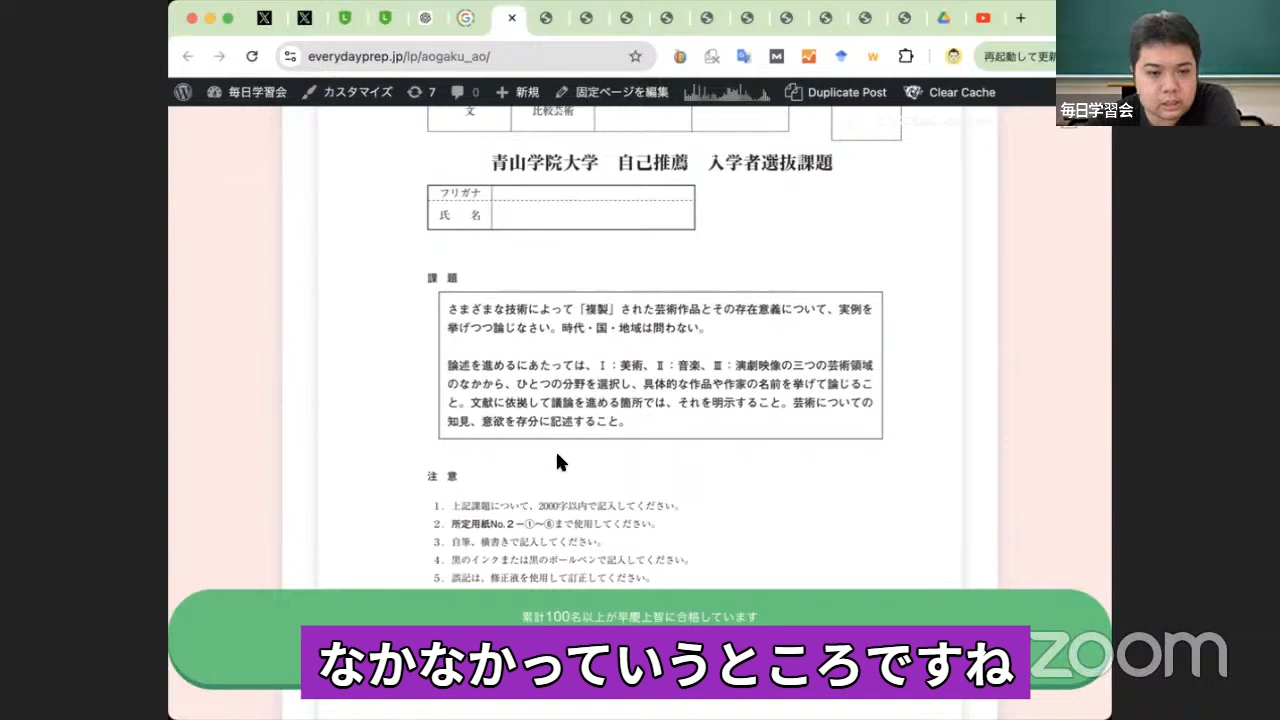 everydayprep.jp/lp/aogaku_ao/
再起動して更新
毎日学習会
カスタマイズ
7
0
新規
固定ページを編集
Duplicate Post
Clear Cache
毎日学習会
文
比較芸術
青山学院大学 自己推薦 入学者選抜課題
フリガナ
氏 名
課 題
さまざまな技術によって「複製」された芸術作品とその存在意義について、実例を
挙げつつ論じなさい。時代・国・地域は問わない。
論述を進めるにあたっては、Ⅰ：美術、Ⅱ：音楽、Ⅲ：演劇映像の三つの芸術領域
のなかから、ひとつの分野を選択し、具体的な作品や作家の名前を挙げて論じるこ
と。文献に依拠して議論を進める箇所では、それを明示すること。芸術についての
知見、意欲を存分に記述すること。
注 意
1．上記課題について、2000字以内で記入してください。
2．所定用紙No.２－①～⑥まで使用してください。
3．自筆、横書きで記入してください。
4．黒のインクまたは黒のボールペンで記入してください。
5．誤記は、修正液を使用して訂正してください。
累計100名以上が早慶上智に合格しています
なかなかっていうところですね
zoom